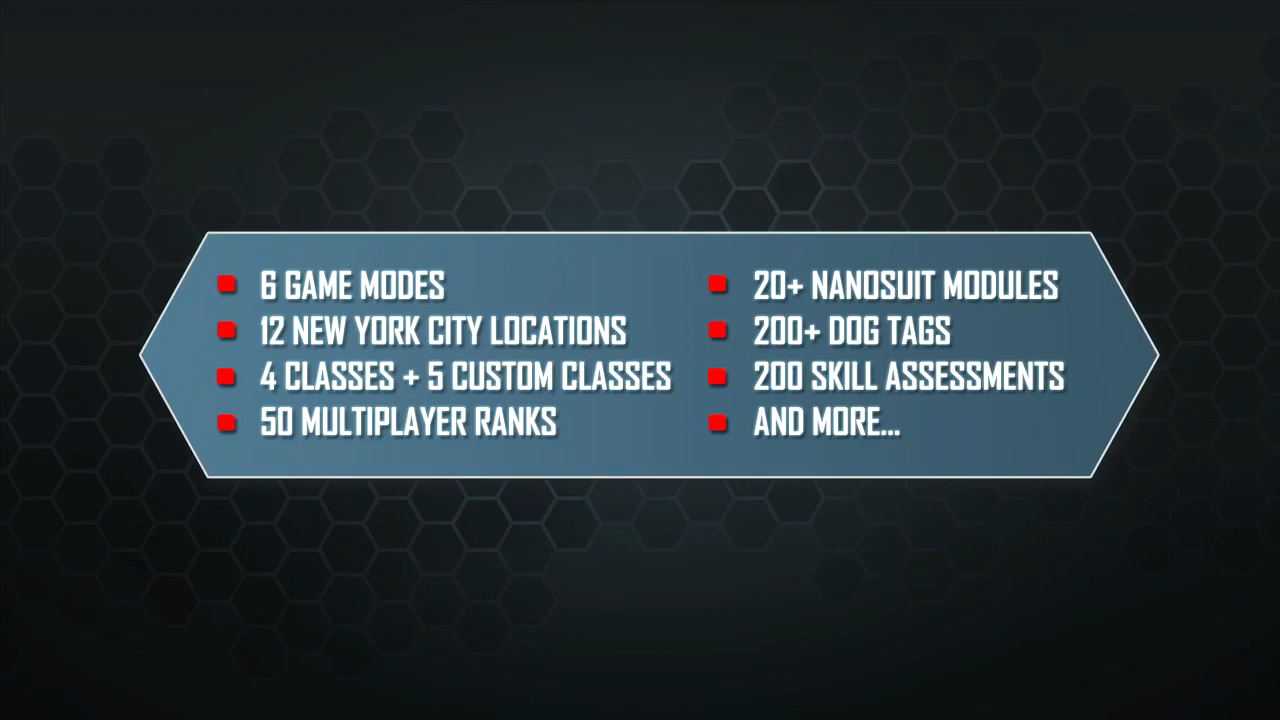 6 GAME MODES
12 NEW YORK CITY LOCATIONS
4 CLASSES + 5 CUSTOM CLASSES
50 MULTIPLAYER RANKS
20+ NANOSUIT MODULES
200+ DOG TAGS
200 SKILL ASSESSMENTS
AND MORE...